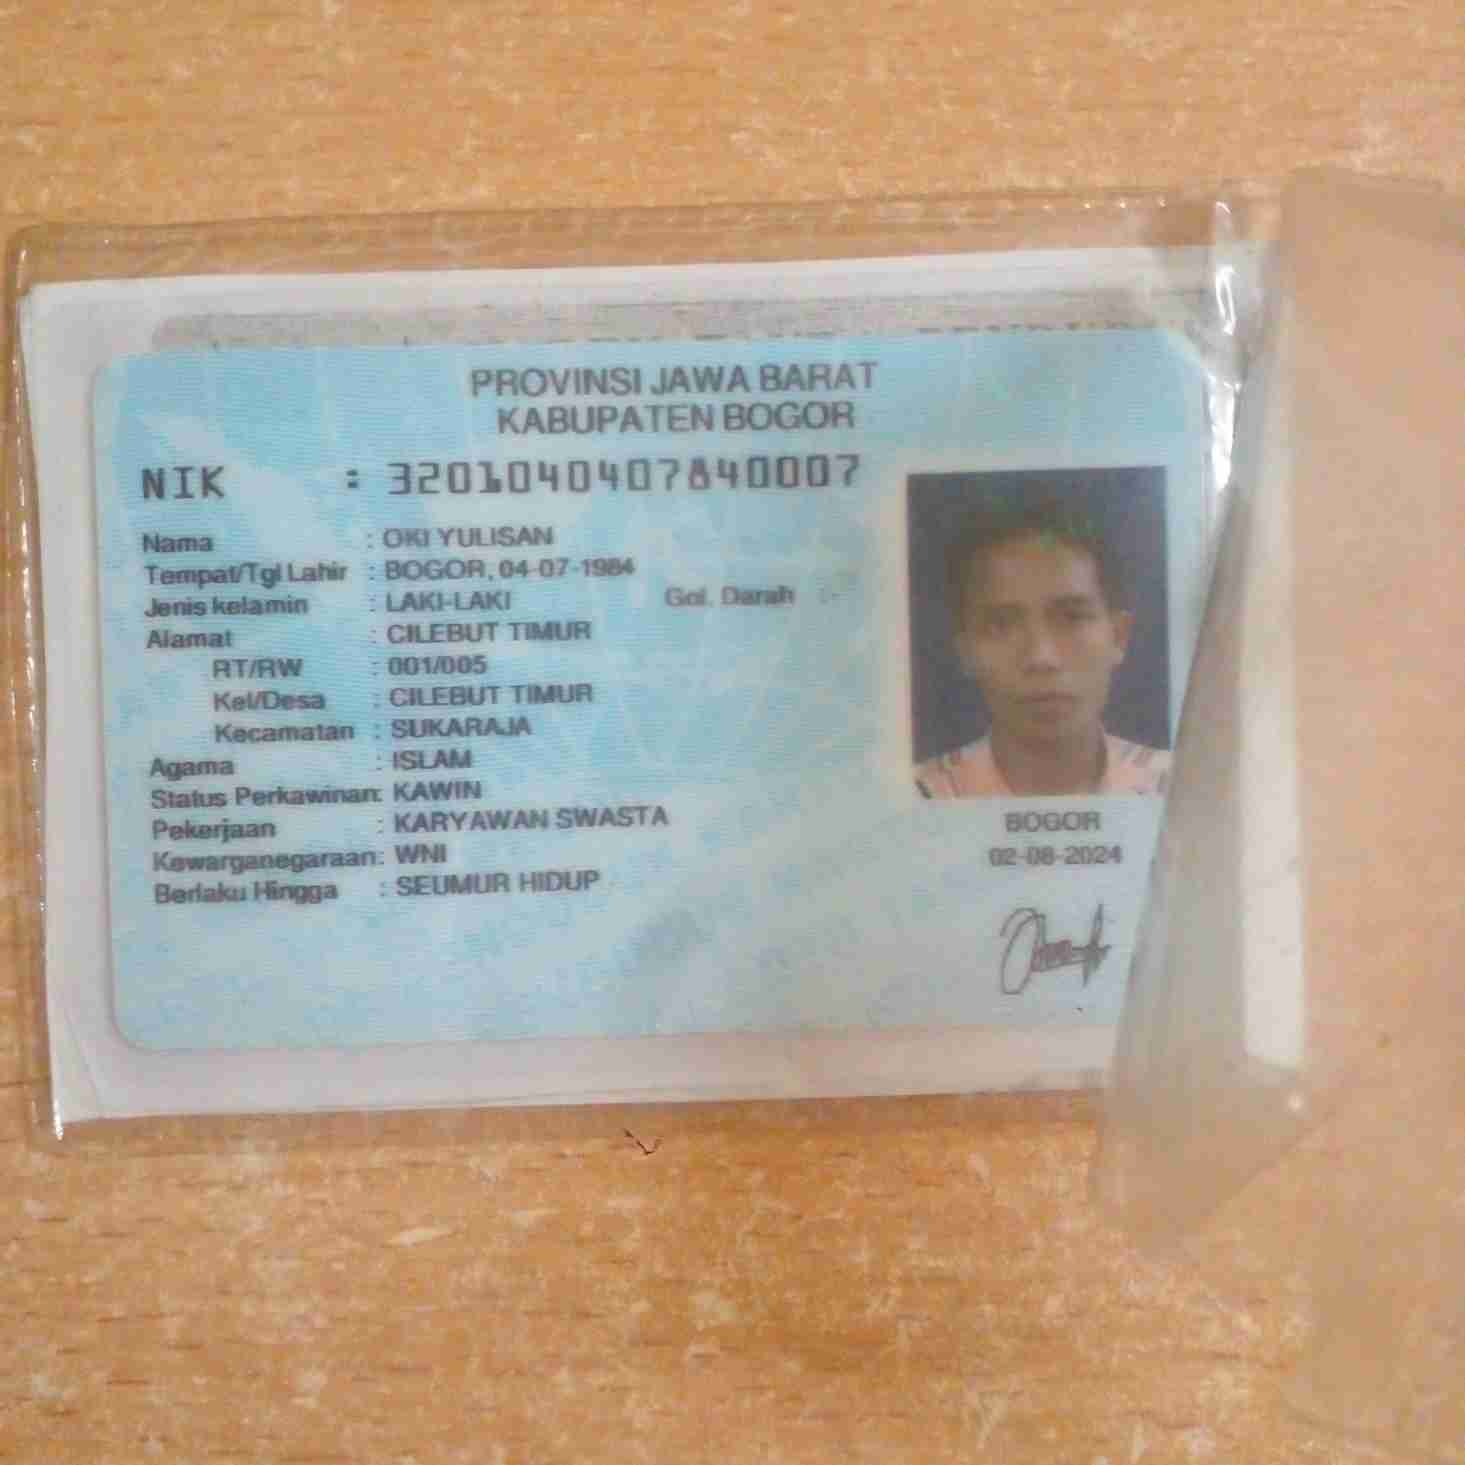 PROVINSI JAWA BARAT
KABUPATEN BOGOR
NIK : 3201040407840007
Nama : OKI YULISAN
Tempat/Tgl Lahir : BOGOR, 04-07-1984
Jenis kelamin : LAKI-LAKI Gol. Darah : -
Alamat : CILEBUT TIMUR
RT/RW : 001/005
Kel/Desa : CILEBUT TIMUR
Kecamatan : SUKARAJA
Agama : ISLAM
Status Perkawinan: KAWIN
Pekerjaan : KARYAWAN SWASTA
Kewarganegaraan: WNI
Berlaku Hingga : SEUMUR HIDUP
BOGOR
02-08-2024